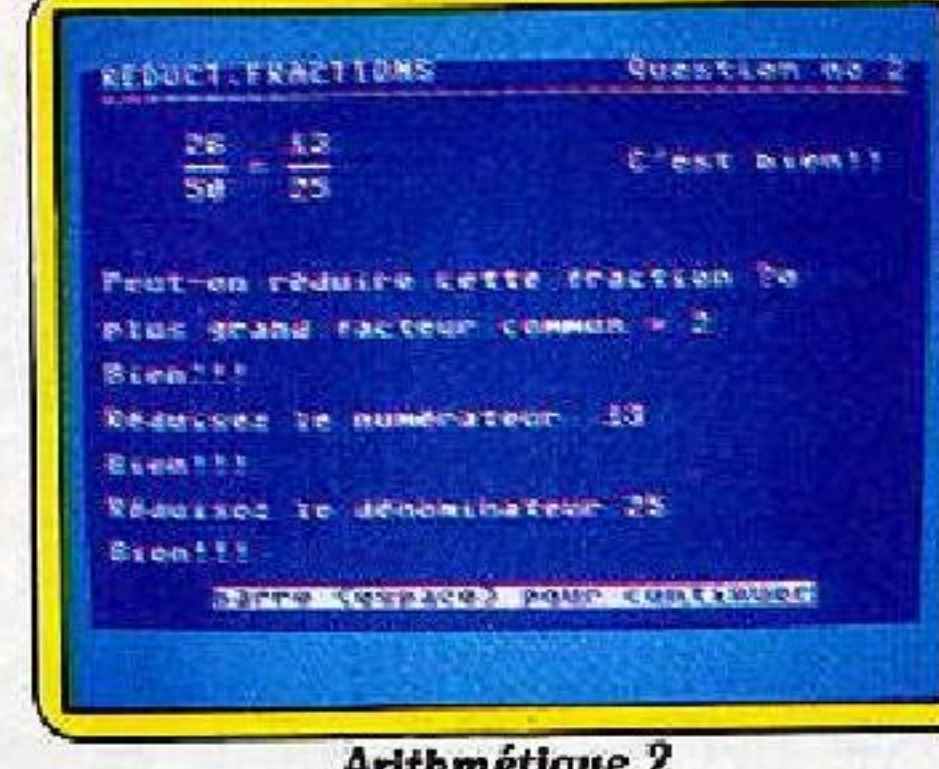 REDUCT.FRACTIONS Question no 2
26 = 13
50 25
C'est bien!!
Peut-on réduire cette fraction ?o
plus grand facteur commun = 2
Bien!!!
Réduisez le numérateur 13
Bien!!!
Réduisez le dénominateur 25
Bien!!!
barre (espace) pour continuer
Arithmétique 2